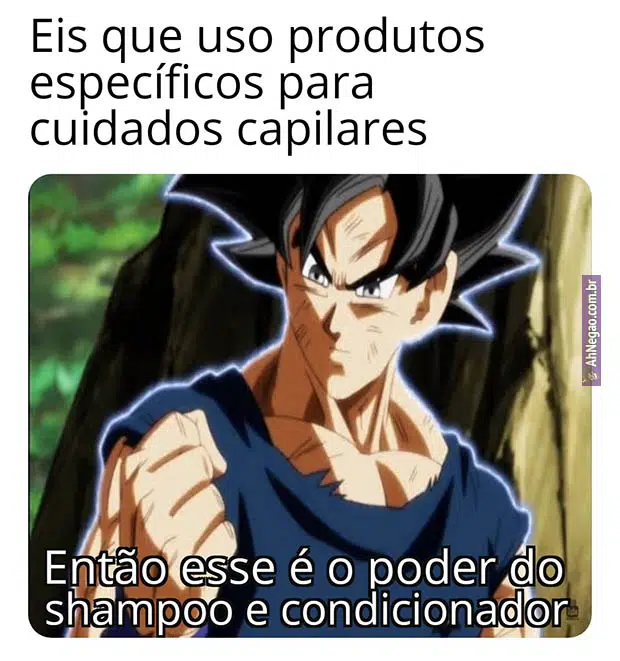 Eis que uso produtos
específicos para
cuidados capilares
AhNegao.com.br
Então esse é o poder do
shampoo e condicionador